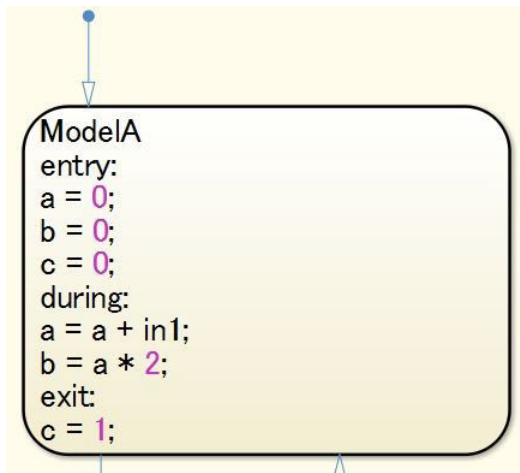 ModelA
entry:
a = 0;
b = 0;
c = 0;
during:
a = a + in1;
b = a * 2;
exit:
c = 1;